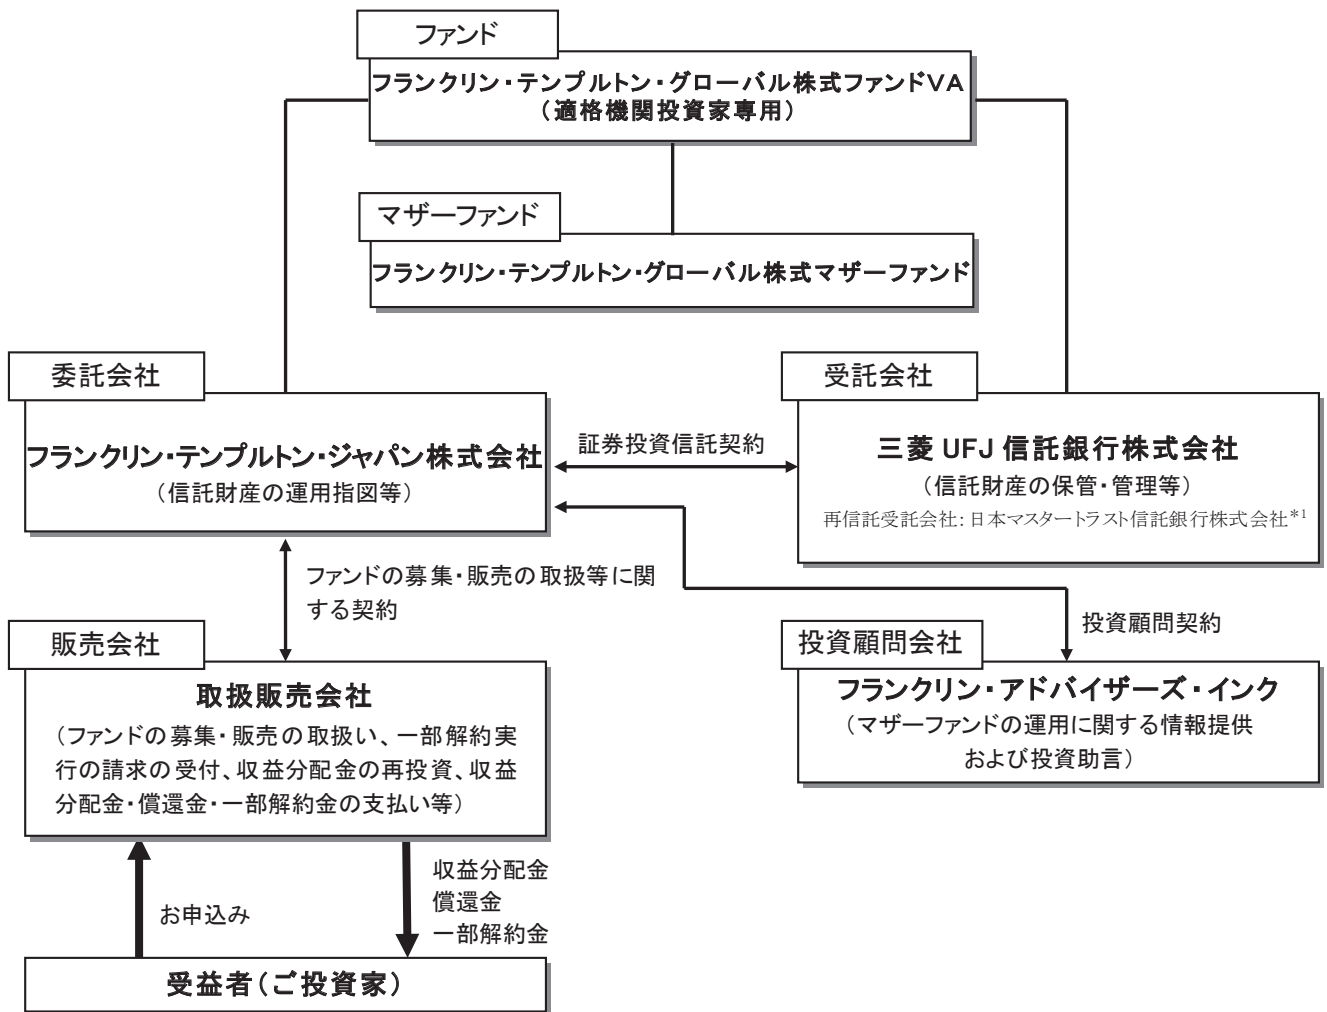 ファンド
フランクリン・テンプルトン・グローバル株式ファンドVA
（適格機関投資家専用）
マザーファンド
フランクリン・テンプルトン・グローバル株式マザーファンド
委託会社
フランクリン・テンプルトン・ジャパン株式会社
（信託財産の運用指図等）
証券投資信託契約
受託会社
三菱 UFJ 信託銀行株式会社
（信託財産の保管・管理等）
再信託受託会社：日本マスタートラスト信託銀行株式会社*1
ファンドの募集・販売の取扱等に関
する契約
投資顧問契約
販売会社
取扱販売会社
（ファンドの募集・販売の取扱い、一部解約実
行の請求の受付、収益分配金の再投資、収益
分配金・償還金・一部解約金の支払い等）
投資顧問会社
フランクリン・アドバイザーズ・インク
（マザーファンドの運用に関する情報提供
および投資助言）
お申込み
収益分配金
償還金
一部解約金
受益者（ご投資家）